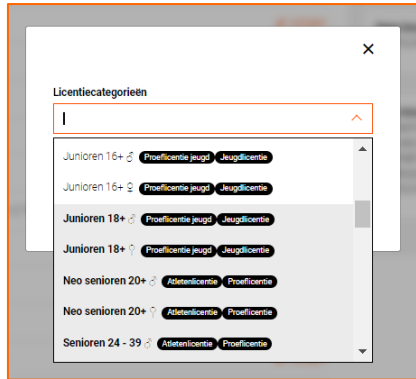 Licentiecategorieën
Junioren 16+ ♂ Proeflicentie jeugd Jeugdlicentie
Junioren 16+ ♀ Proeflicentie jeugd Jeugdlicentie
Junioren 18+ ♂ Proeflicentie jeugd Jeugdlicentie
Junioren 18+ ♀ Proeflicentie jeugd Jeugdlicentie
Neo senioren 20+ ♂ Atletenlicentie Proeflicentie
Neo senioren 20+ ♀ Atletenlicentie Proeflicentie
Senioren 24 - 39 ♂ Atletenlicentie Proeflicentie